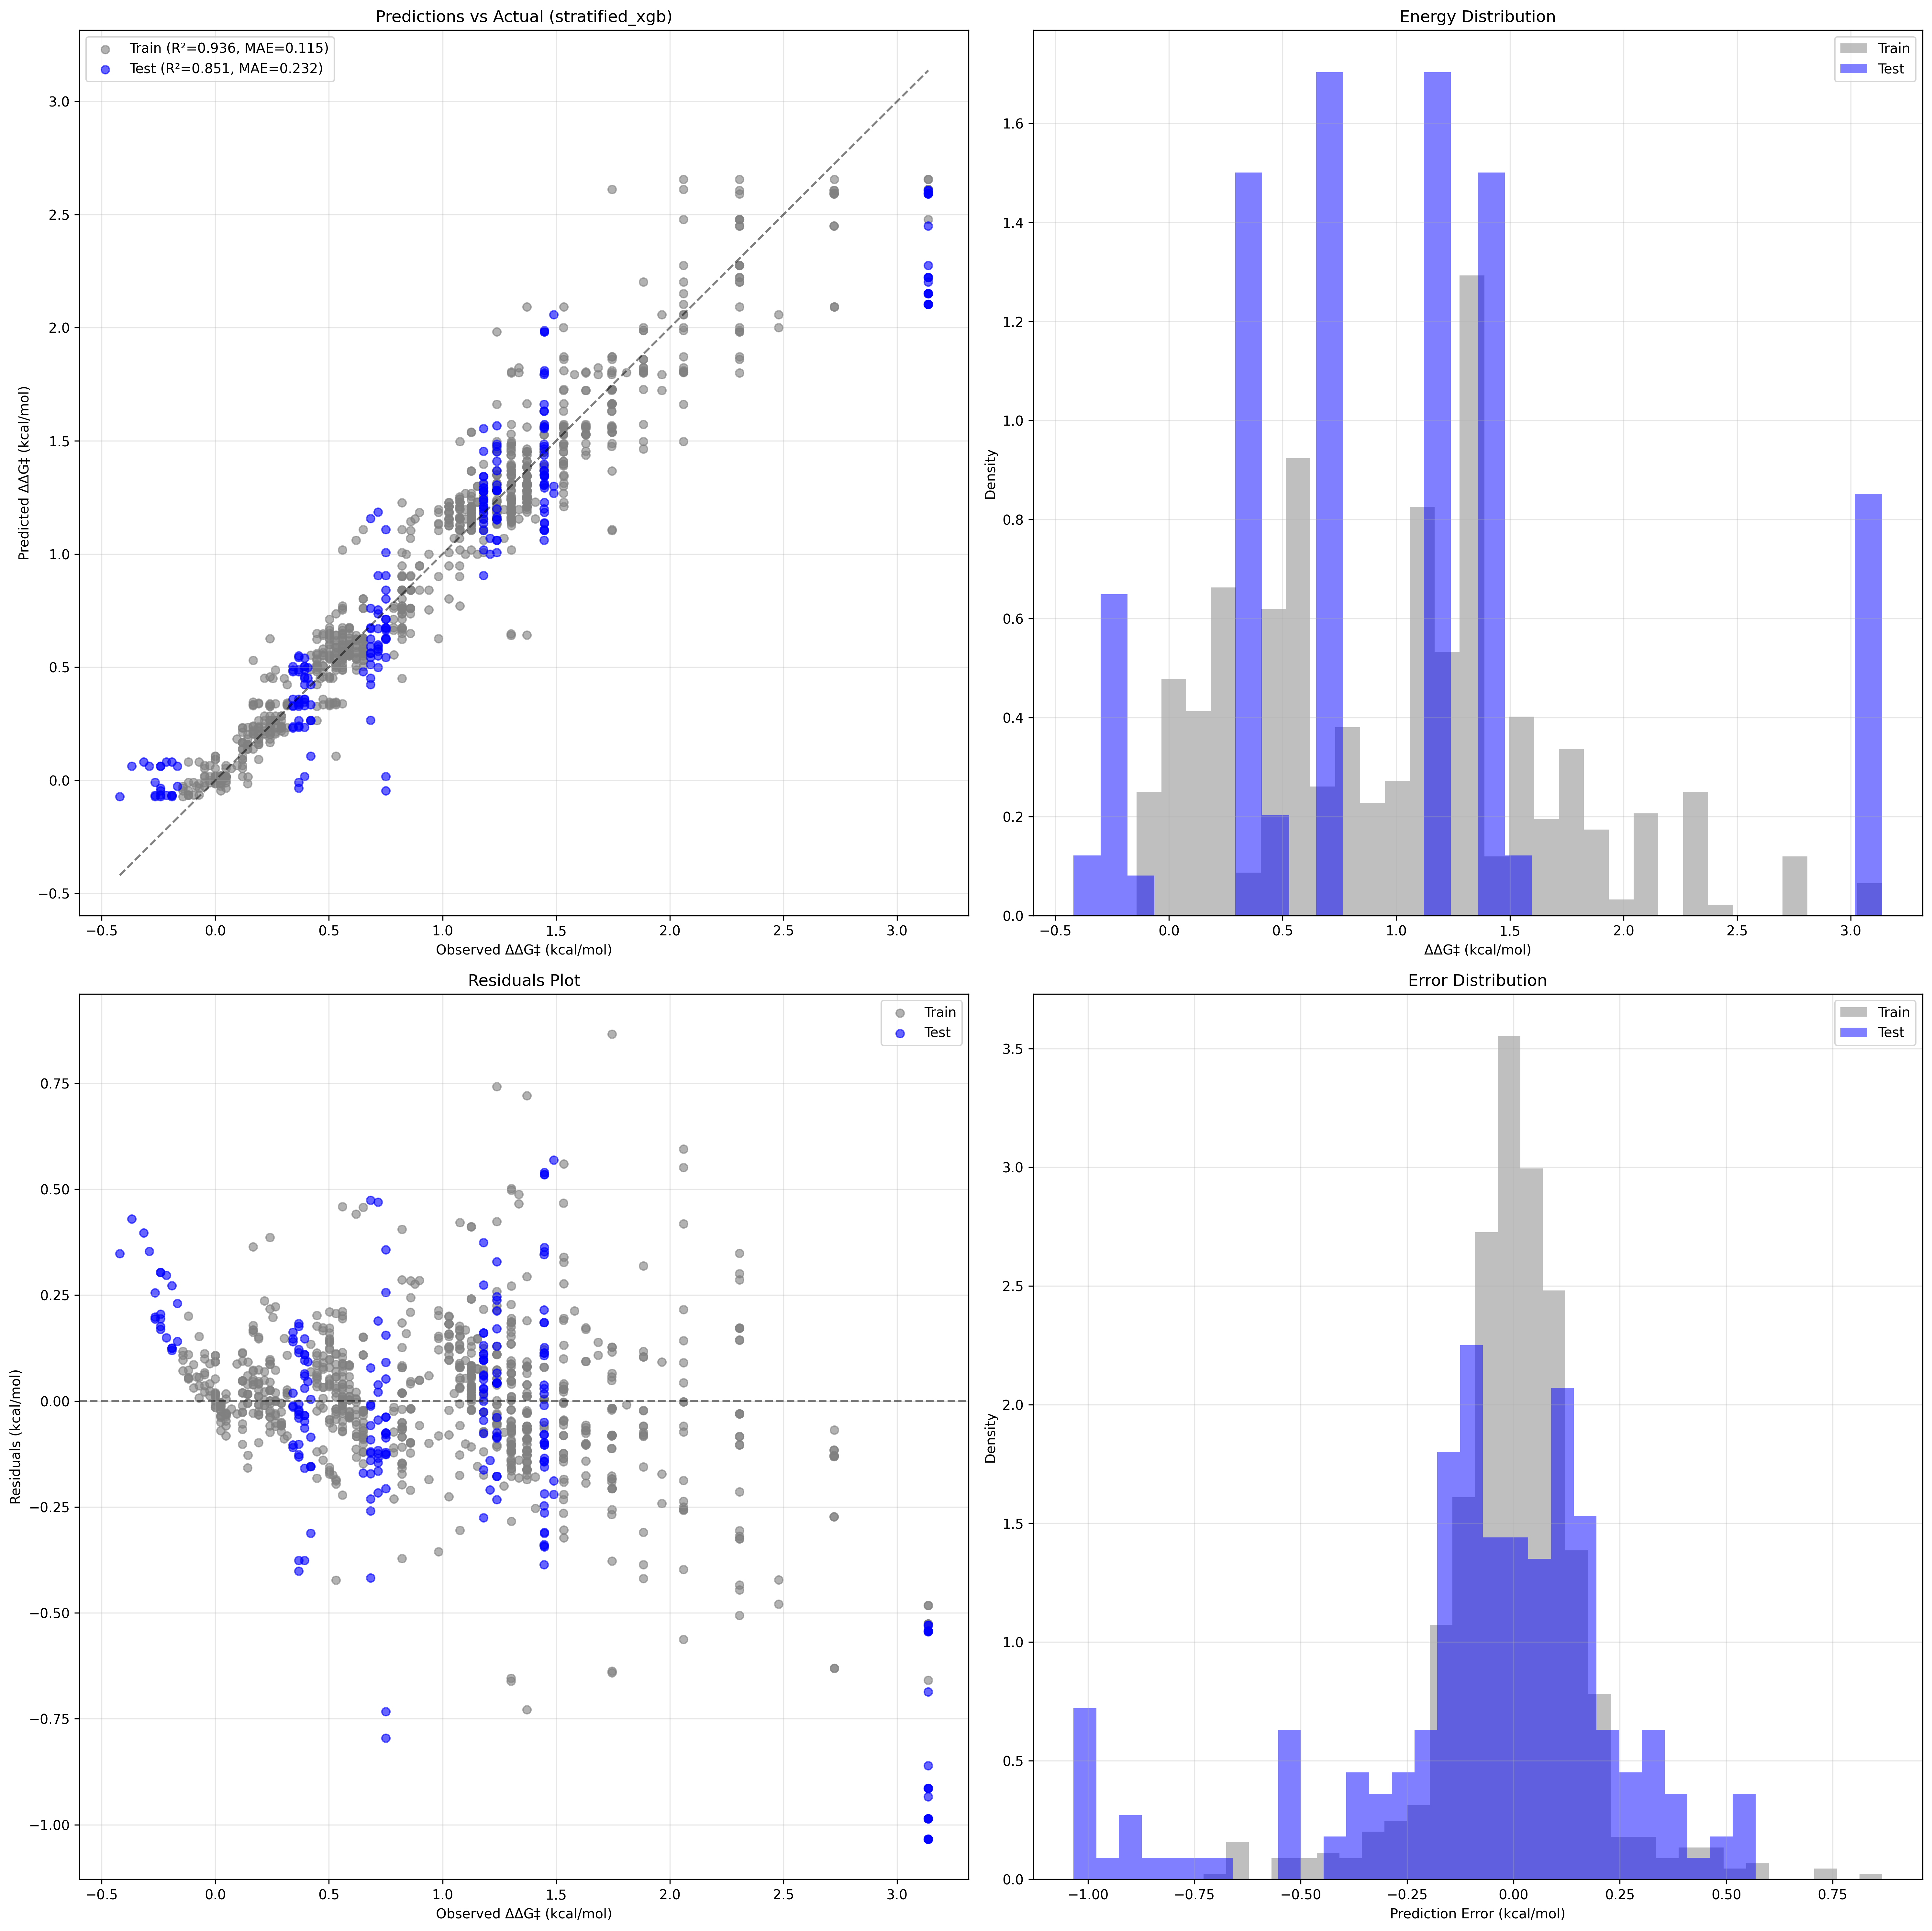 Predictions vs Actual (stratified_xgb)
Train (R²=0.936, MAE=0.115)
Test (R²=0.851, MAE=0.232)
Predicted ΔΔG‡ (kcal/mol)
3.0
2.5
2.0
1.5
1.0
0.5
0.0
−0.5
−0.5 0.0 0.5 1.0 1.5 2.0 2.5 3.0
Observed ΔΔG‡ (kcal/mol)
Energy Distribution
Train
Test
Density
1.6
1.4
1.2
1.0
0.8
0.6
0.4
0.2
0.0
−0.5 0.0 0.5 1.0 1.5 2.0 2.5 3.0
ΔΔG‡ (kcal/mol)
Residuals Plot
Train
Test
Residuals (kcal/mol)
0.75
0.50
0.25
0.00
−0.25
−0.50
−0.75
−1.00
−0.5 0.0 0.5 1.0 1.5 2.0 2.5 3.0
Observed ΔΔG‡ (kcal/mol)
Error Distribution
Train
Test
Density
3.5
3.0
2.5
2.0
1.5
1.0
0.5
0.0
−1.00 −0.75 −0.50 −0.25 0.00 0.25 0.50 0.75
Prediction Error (kcal/mol)